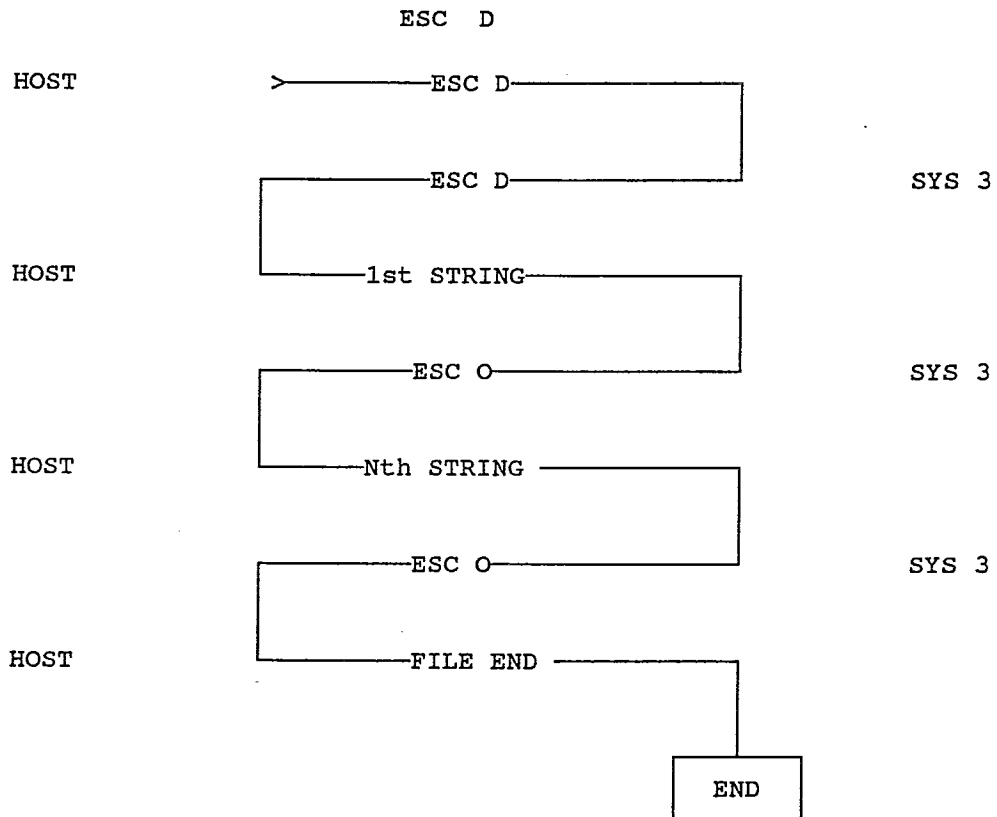 ESC D
HOST > ESC D
ESC D SYS 3
HOST 1st STRING
ESC O SYS 3
HOST Nth STRING
ESC O SYS 3
HOST FILE END
END